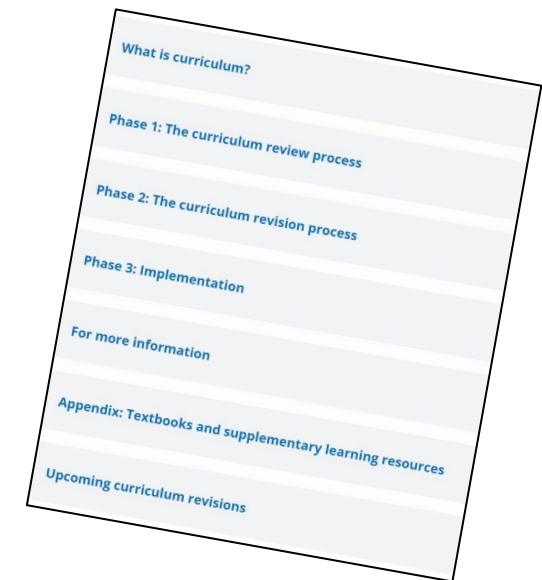 What is curriculum?
Phase 1: The curriculum review process
Phase 2: The curriculum revision process
Phase 3: Implementation
For more information
Appendix: Textbooks and supplementary learning resources
Upcoming curriculum revisions